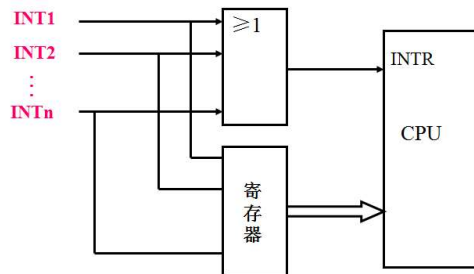 INT1
INT2
⋮
INTn
≥1
INTR
CPU
寄存器